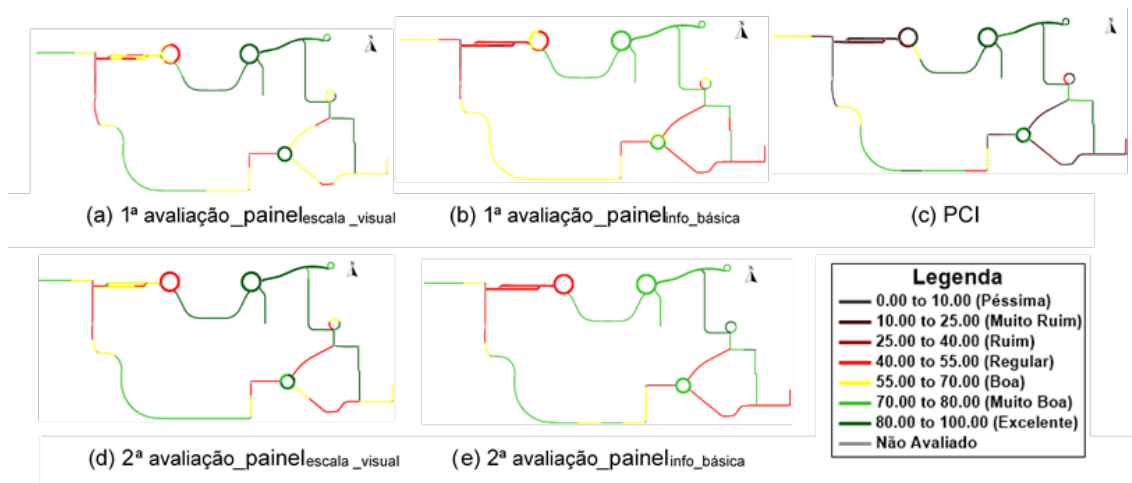 A
A
A
(a) 1ª avaliação_painelescala _visual
(b) 1ª avaliação_painelinfo_básica
(c) PCI
A
A
(d) 2ª avaliação_painelescala _visual
(e) 2ª avaliação_painelinfo_básica
Legenda
0.00 to 10.00 (Péssima)
10.00 to 25.00 (Muito Ruim)
25.00 to 40.00 (Ruim)
40.00 to 55.00 (Regular)
55.00 to 70.00 (Boa)
70.00 to 80.00 (Muito Boa)
80.00 to 100.00 (Excelente)
Não Avaliado